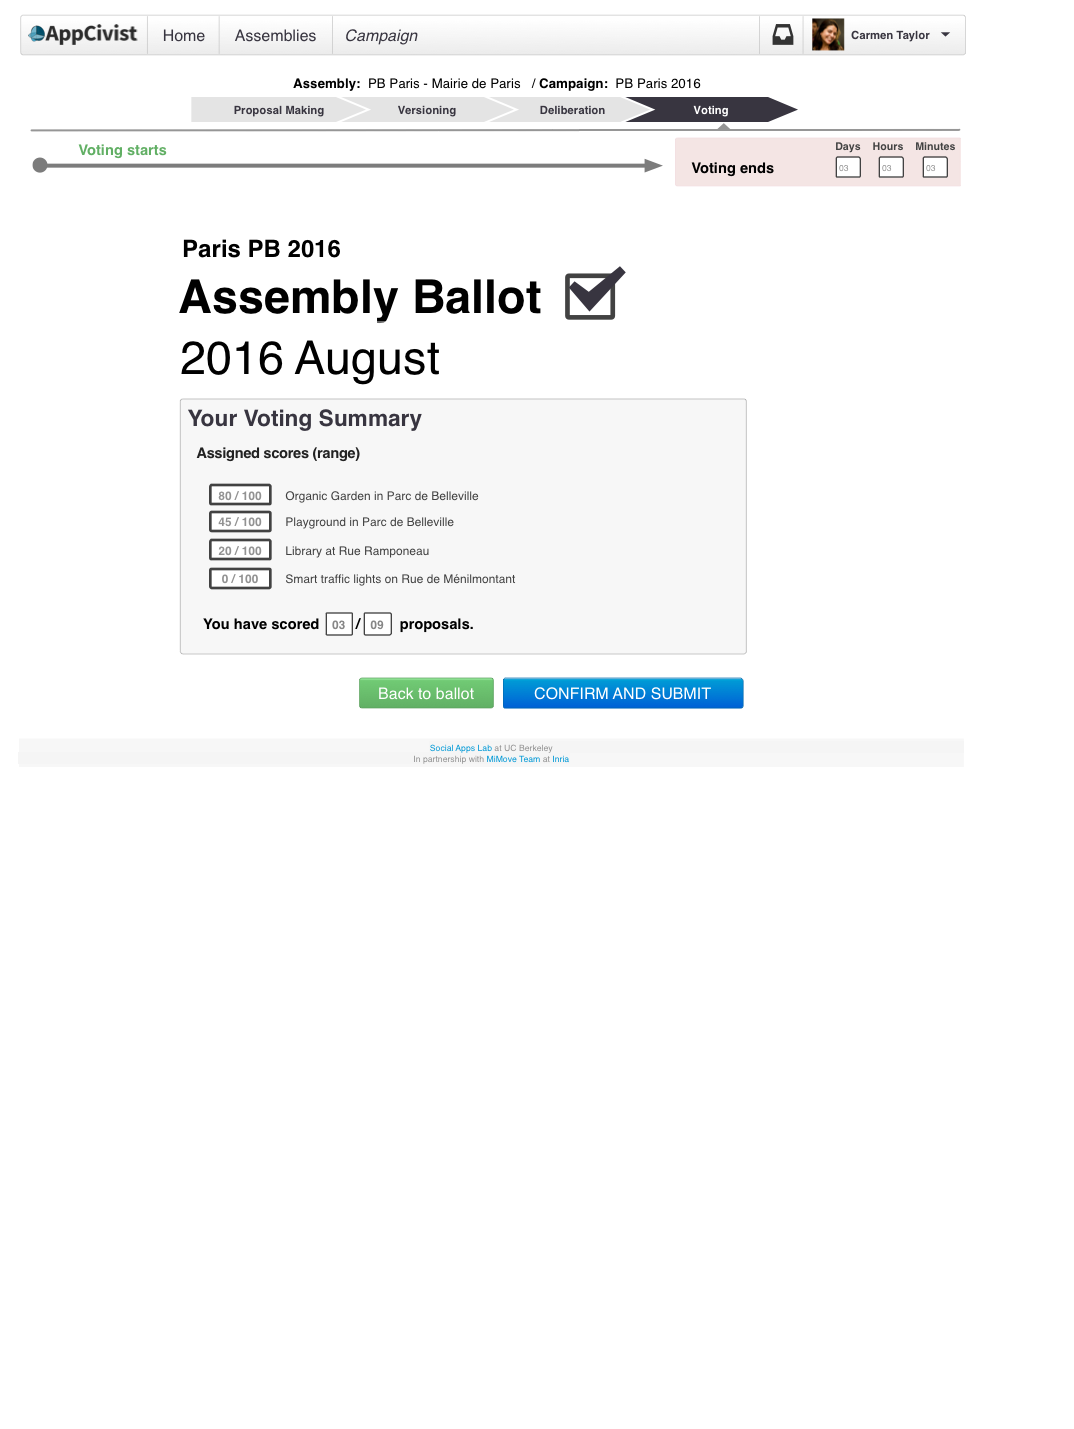 AppCivist Home Assemblies Campaign Carmen Taylor
Assembly: PB Paris - Mairie de Paris / Campaign: PB Paris 2016
Proposal Making Versioning Deliberation Voting
Voting starts
Days Hours Minutes
Voting ends 03 03 03
Paris PB 2016
Assembly Ballot
2016 August
Your Voting Summary
Assigned scores (range)
80 / 100 Organic Garden in Parc de Belleville
45 / 100 Playground in Parc de Belleville
20 / 100 Library at Rue Ramponeau
0 / 100 Smart traffic lights on Rue de Ménilmontant
You have scored 03 / 09 proposals.
Back to ballot CONFIRM AND SUBMIT
Social Apps Lab at UC Berkeley
In partnership with MiMove Team at Inria